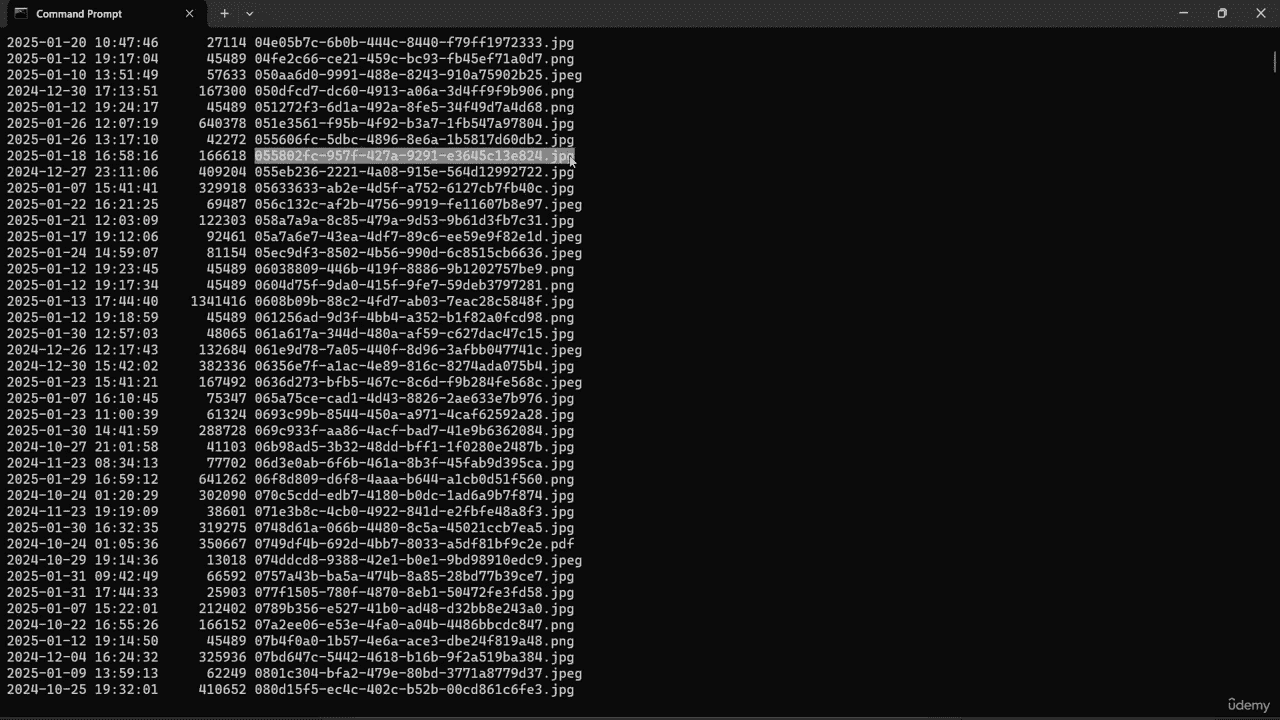 Command Prompt
2025-01-20 10:47:46 27114 04e05b7c-6b0b-444c-8440-f79ff1972333.jpg
2025-01-12 19:17:04 45489 04fe2c66-ce21-459c-bc93-fb45ef71a0d7.png
2025-01-10 13:51:49 57633 050aa6d0-9991-488e-8243-910a75902b25.jpeg
2024-12-30 17:13:51 167300 050dfcd7-dc60-4913-a06a-3d4ff9f9b906.png
2025-01-12 19:24:17 45489 051272f3-6d1a-492a-8fe5-34f49d7a4d68.png
2025-01-26 12:07:19 640378 051e3561-f95b-4f92-b3a7-1fb547a97804.jpg
2025-01-26 13:17:10 42272 055606fc-5dbc-4896-8e6a-1b5817d60db2.jpg
2025-01-18 16:58:16 166618 055802fc-957f-427a-9291-e3645c13e824.jpg
2024-12-27 23:11:06 409204 055eb236-2221-4a08-915e-564d12992722.jpg
2025-01-07 15:41:41 329918 05633633-ab2e-4d5f-a752-6127cb7fb40c.jpg
2025-01-22 16:21:25 69487 056c132c-af2b-4756-9919-fe11607b8e97.jpeg
2025-01-21 12:03:09 122303 058a7a9a-8c85-479a-9d53-9b61d3fb7c31.jpg
2025-01-17 19:12:06 92461 05a7a6e7-43ea-4df7-89c6-ee59e9f82e1d.jpeg
2025-01-24 14:59:07 81154 05ec9df3-8502-4b56-990d-6c8515cb6636.jpeg
2025-01-12 19:23:45 45489 06038809-446b-419f-8886-9b1202757be9.png
2025-01-12 19:17:34 45489 0604d75f-9da0-415f-9fe7-59deb3797281.png
2025-01-13 17:44:40 1341416 0608b09b-88c2-4fd7-ab03-7eac28c5848f.jpg
2025-01-12 19:18:59 45489 061256ad-9d3f-4bb4-a352-b1f82a0fcd98.png
2025-01-30 12:57:03 48065 061a617a-344d-480a-af59-c627dac47c15.jpg
2024-12-26 12:17:43 132684 061e9d78-7a05-440f-8d96-3afbb047741c.jpeg
2024-12-30 15:42:02 382336 06356e7f-a1ac-4e89-816c-8274ada075b4.jpg
2025-01-23 15:41:21 167492 0636d273-bfb5-467c-8c6d-f9b284fe568c.jpeg
2025-01-07 16:10:45 75347 065a75ce-cad1-4d43-8826-2ae633e7b976.jpg
2025-01-23 11:00:39 61324 0693c99b-8544-450a-a971-4caf62592a28.jpg
2025-01-30 14:41:59 288728 069c933f-aa86-4acf-bad7-41e9b6362084.jpg
2024-10-27 21:01:58 41103 06b98ad5-3b32-48dd-bff1-1f0280e2487b.jpg
2024-11-23 08:34:13 77702 06d3e0ab-6f6b-461a-8b3f-45fab9d395ca.jpg
2025-01-29 16:59:12 641262 06f8d809-d6f8-4aaa-b644-a1cb0d51f560.png
2024-10-24 01:20:29 302090 070c5cdd-edb7-4180-b0dc-1ad6a9b7f874.jpg
2024-11-23 19:19:09 38601 071e3b8c-4cb0-4922-841d-e2fbfe48a8f3.jpg
2025-01-30 16:32:35 319275 0748d61a-066b-4480-8c5a-45021ccb7ea5.jpg
2024-10-24 01:05:36 350667 0749df4b-692d-4bb7-8033-a5df81bf9c2e.pdf
2024-10-29 19:14:36 13018 074ddcd8-9388-42e1-b0e1-9bd98910edc9.jpeg
2025-01-31 09:42:49 66592 0757a43b-ba5a-474b-8a85-28bd77b39ce7.jpg
2025-01-31 17:44:33 25903 077f1505-780f-4870-8eb1-50472fe3fd58.jpg
2025-01-07 15:22:01 212402 0789b356-e527-41b0-ad48-d32bb8e243a0.jpg
2024-10-22 16:55:26 166152 07a2ee06-e53e-4fa0-a04b-4486bbcdc847.png
2025-01-12 19:14:50 45489 07b4f0a0-1b57-4e6a-ace3-dbe24f819a48.png
2024-12-04 16:24:32 325936 07bd647c-5442-4618-b16b-9f2a519ba384.jpg
2025-01-09 13:59:13 62249 0801c304-bfa2-479e-80bd-3771a8779d37.jpeg
2024-10-25 19:32:01 410652 080d15f5-ec4c-402c-b52b-00cd861c6fe3.jpg
ûdemy